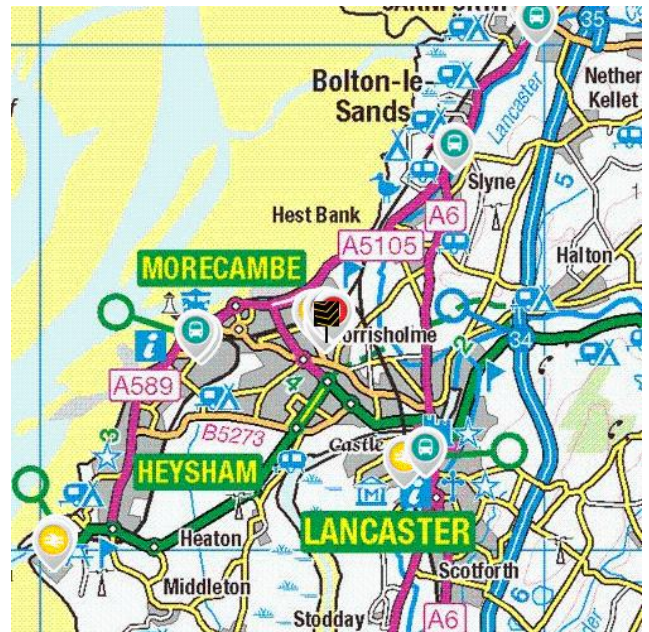 35
Bolton-le-
Sands
Nether
Kellet
Lancaster
5
Slyne
A6
Hest Bank
A5105
Halton
MORECAMBE
orrisholme
34
2
A589
4
B5273
3
Castle
HEYSHAM
LANCASTER
Heaton
Scotforth
Middleton
6
Stodday
A6